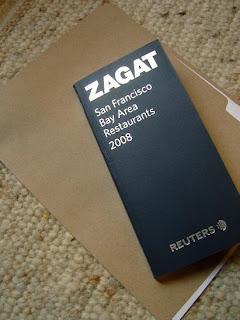 ZAGAT
San Francisco
Bay Area
Restaurants
2008
REUTERS